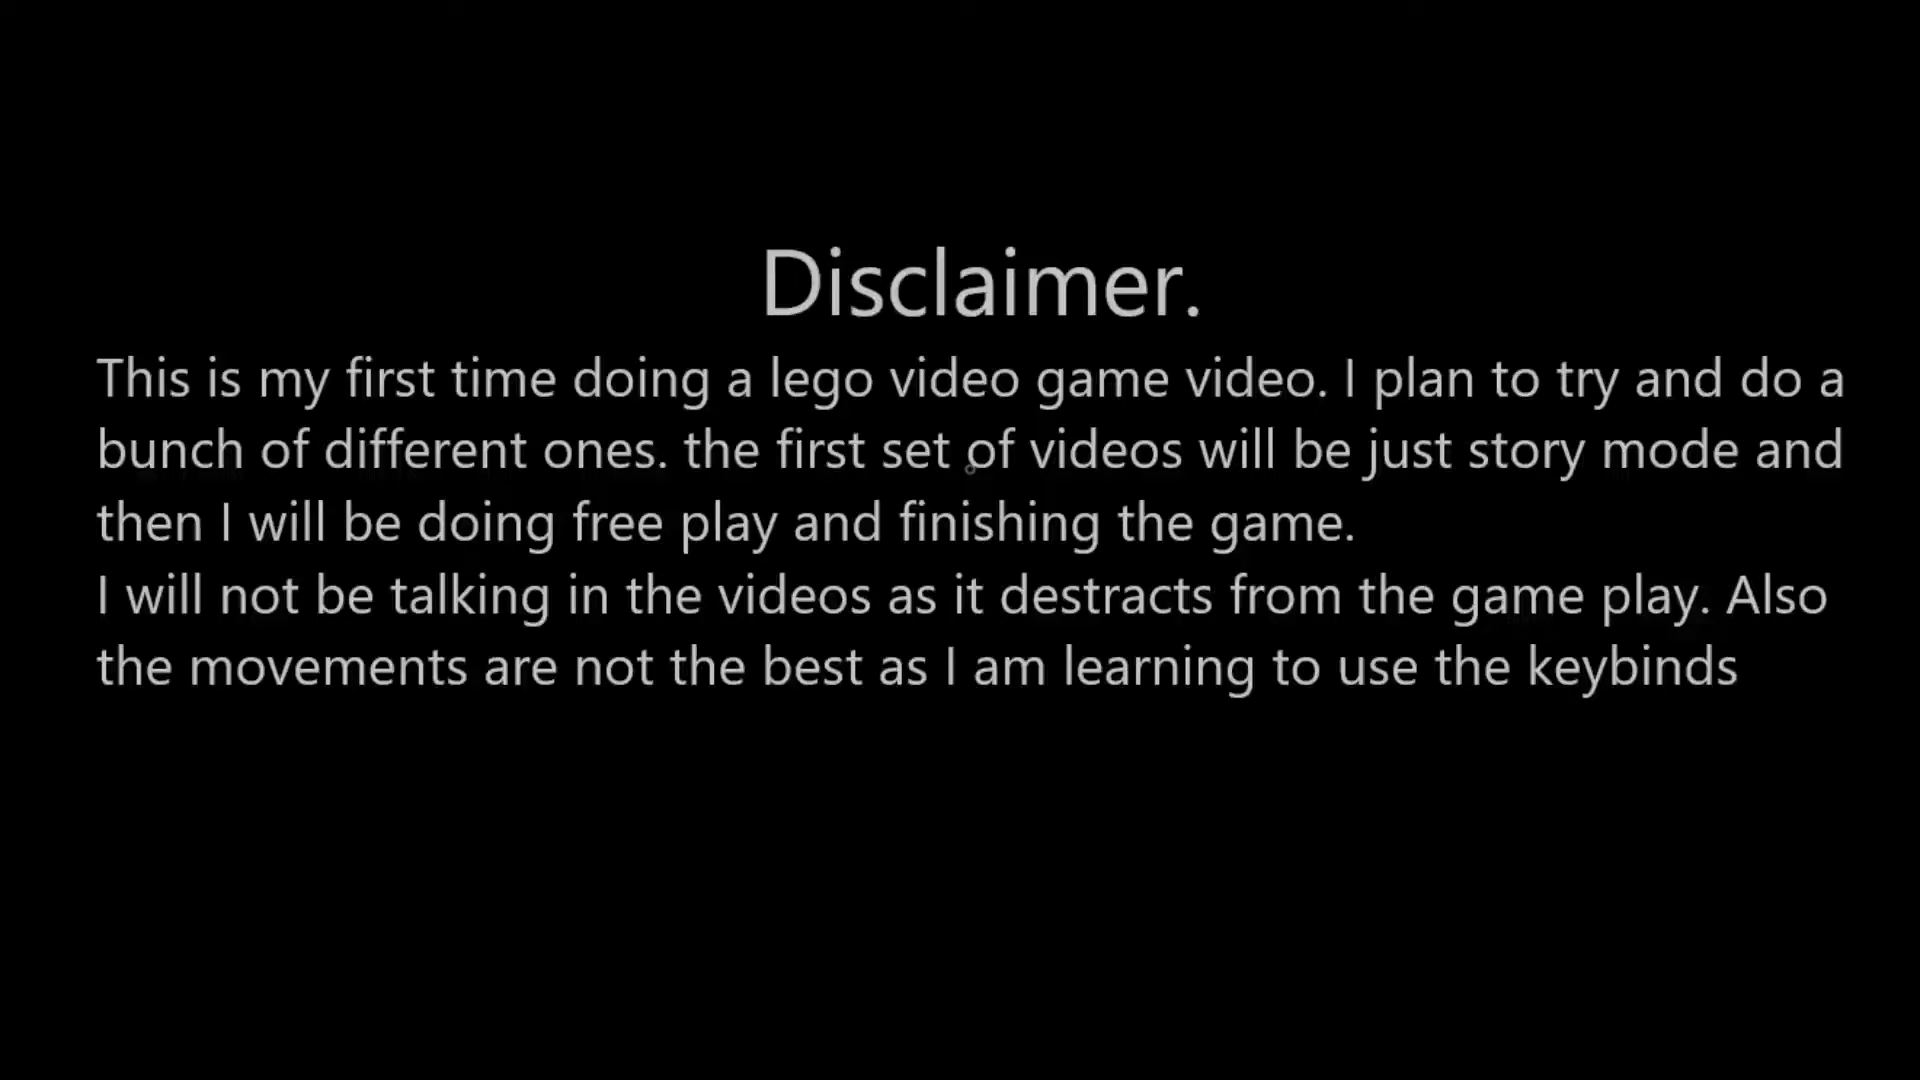 Disclaimer.
This is my first time doing a lego video game video. I plan to try and do a
bunch of different ones. the first set of videos will be just story mode and
then I will be doing free play and finishing the game.
I will not be talking in the videos as it destracts from the game play. Also
the movements are not the best as I am learning to use the keybinds